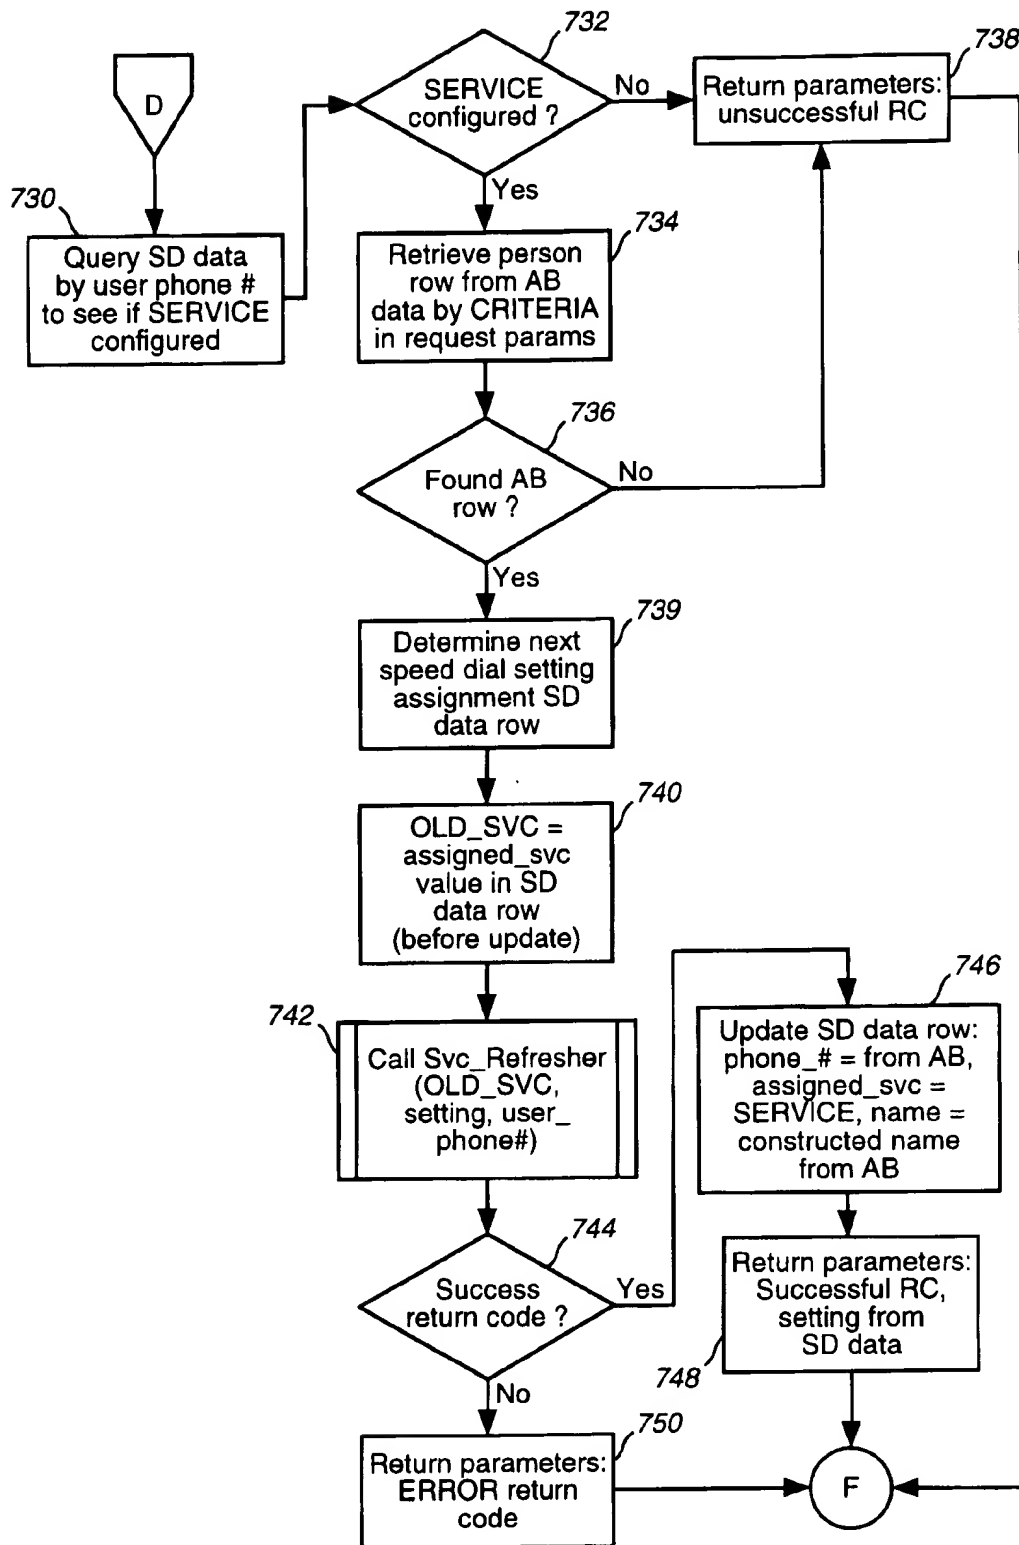 732
738
D
SERVICE
configured ?
No
Return parameters:
unsuccessful RC
Yes
730
Query SD data
by user phone #
to see if SERVICE
configured
734
Retrieve person
row from AB
data by CRITERIA
in request params
736
Found AB
row ?
No
Yes
739
Determine next
speed dial setting
assignment SD
data row
740
OLD_SVC =
assigned_svc
value in SD
data row
(before update)
742
Call Svc_Refresher
(OLD_SVC,
setting, user_
phone#)
746
Update SD data row:
phone_# = from AB,
assigned_svc =
SERVICE, name =
constructed name
from AB
744
Success
return code ?
Yes
No
Return parameters:
Successful RC,
setting from
SD data
748
750
Return parameters:
ERROR return
code
F